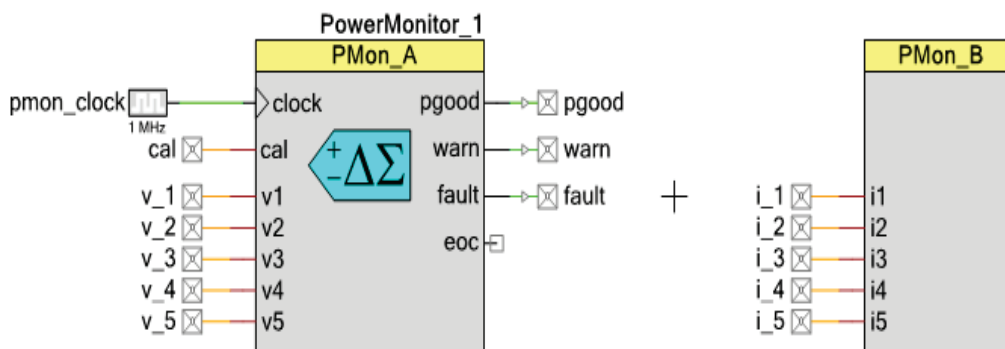 PowerMonitor_1
PMon_A
pmon_clock
1 MHz
clock
cal
cal
v_1
v1
v_2
v2
v_3
v3
v_4
v4
v_5
v5
+
−ΔΣ
pgood
pgood
warn
warn
fault
fault
eoc
PMon_B
i_1
i1
i_2
i2
i_3
i3
i_4
i4
i_5
i5